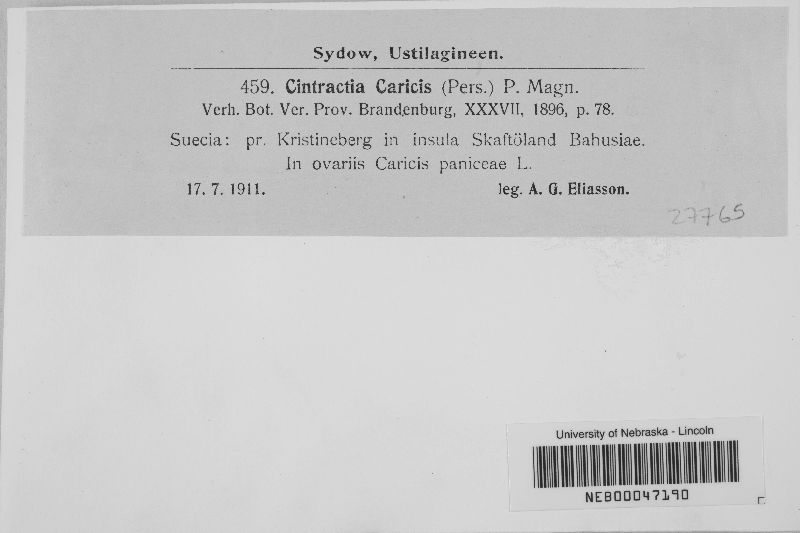 Sydow, Ustilagineen.
459. Cintractia Caricis (Pers.) P. Magn.
Verh. Bot. Ver. Prov. Brandenburg, XXXVII, 1896, p. 78.
Suecia: pr. Kristineberg in insula Skaftöland Bahusiae.
In ovariis Caricis paniceae L.
17. 7. 1911. leg. A. G. Eliasson.
27765
University of Nebraska - Lincoln
NEB00047190